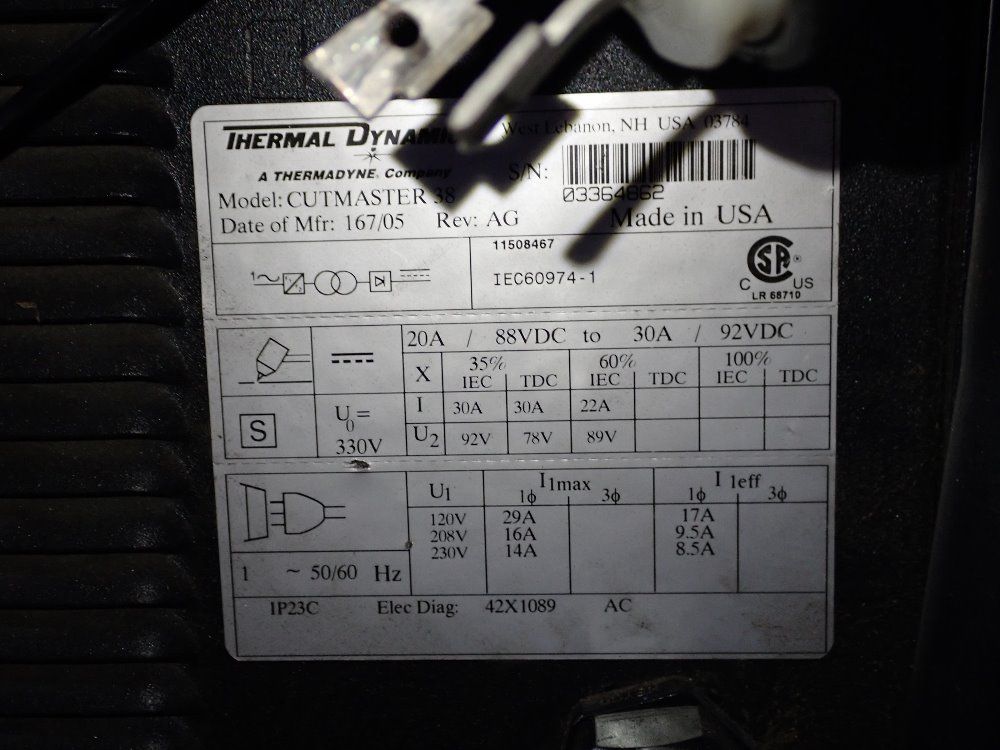 THERMAL DYNAMIC
West Lebanon, NH USA 03784
A THERMADYNE Company
S/N:
Model: CUTMASTER 38
03364862
Date of Mfr: 167/05 Rev: AG Made in USA
11508467
IEC60974-1
1~
C US
LR 68710
20A / 88VDC to 30A / 92VDC
X 35% 60% 100%
IEC TDC IEC TDC IEC TDC
S
U0=
330V
I 30A 30A 22A
U2 92V 78V 89V
U1 I1max I1eff
1ϕ 3ϕ 1ϕ 3ϕ
120V 29A 17A
208V 16A 9.5A
230V 14A 8.5A
1 ~ 50/60 Hz
IP23C Elec Diag: 42X1089 AC